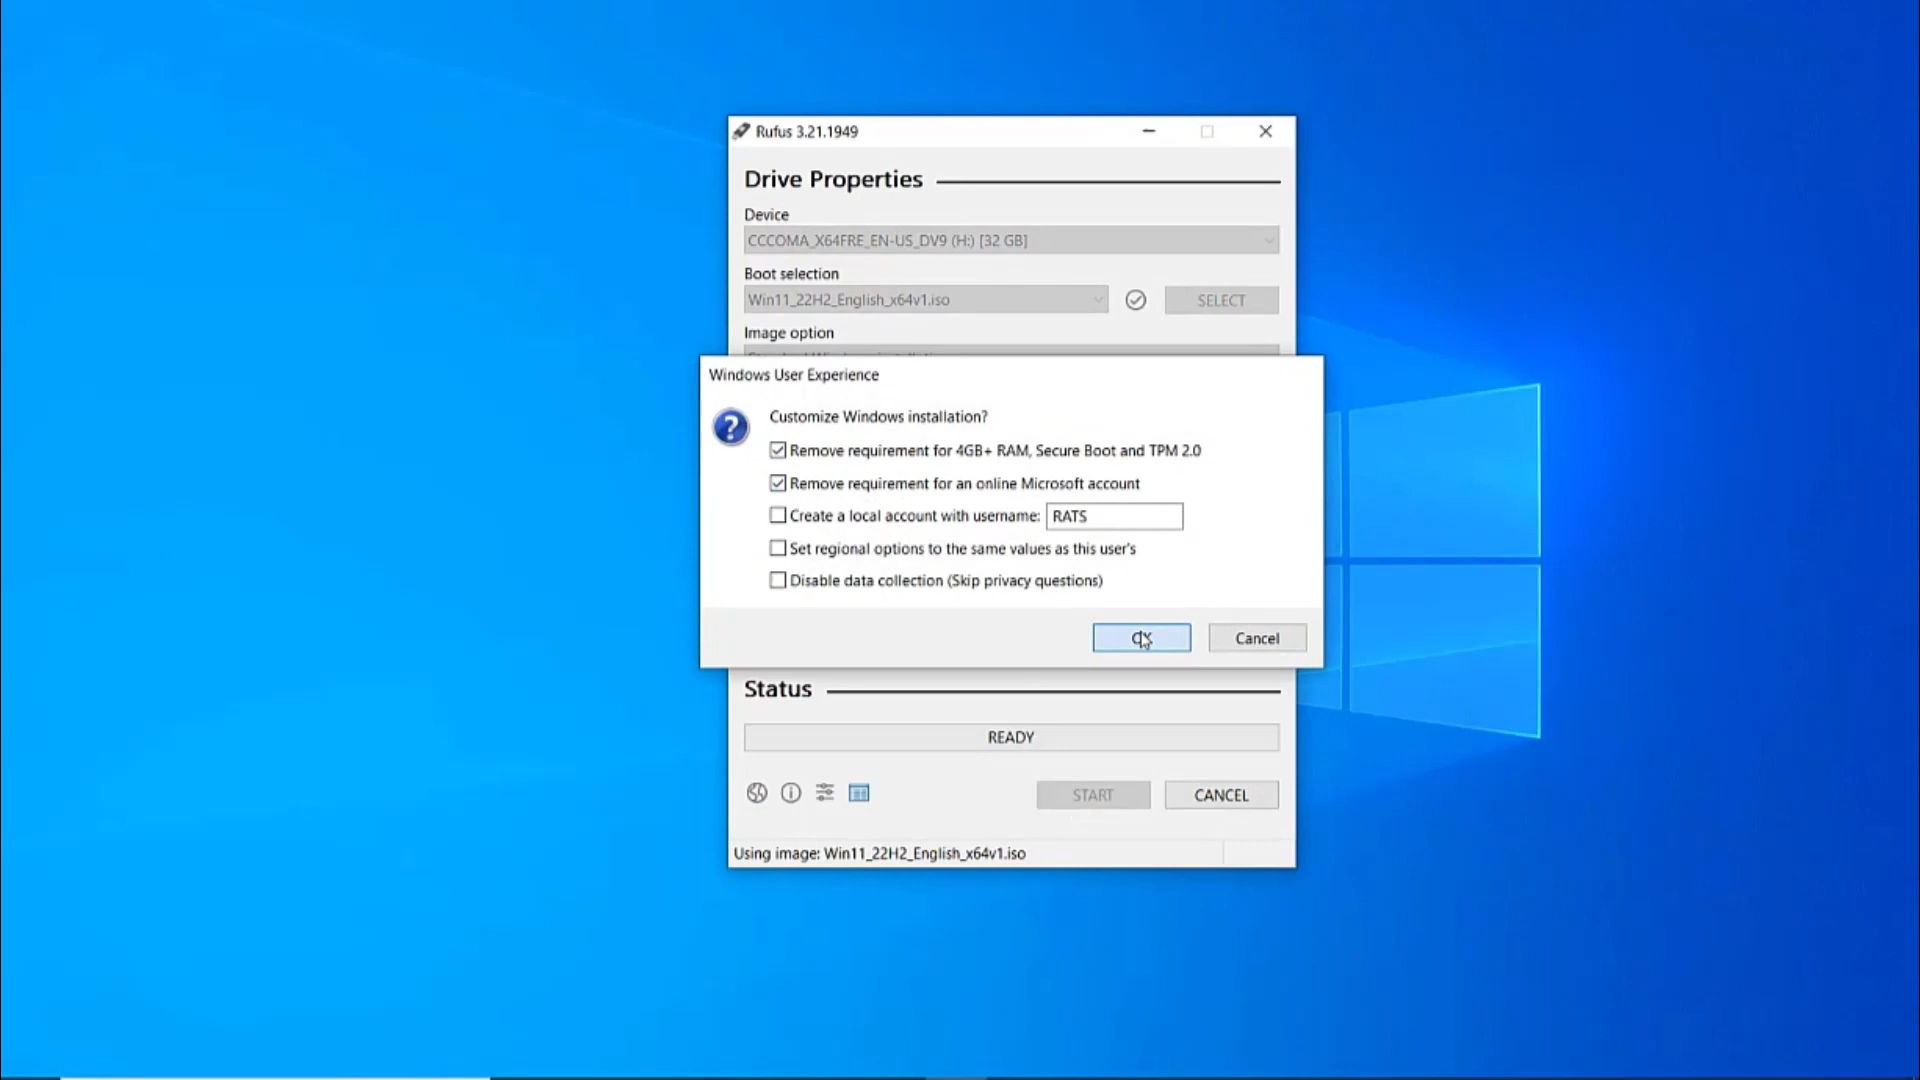 Rufus 3.21.1949
Drive Properties
Device
CCCOMA_X64FRE_EN-US_DV9 (H:) [32 GB]
Boot selection
Win11_22H2_English_x64v1.iso
SELECT
Image option
Windows User Experience
Customize Windows installation?
Remove requirement for 4GB+ RAM, Secure Boot and TPM 2.0
Remove requirement for an online Microsoft account
Create a local account with username: RATS
Set regional options to the same values as this user's
Disable data collection (Skip privacy questions)
OK Cancel
Status
READY
START CANCEL
Using image: Win11_22H2_English_x64v1.iso